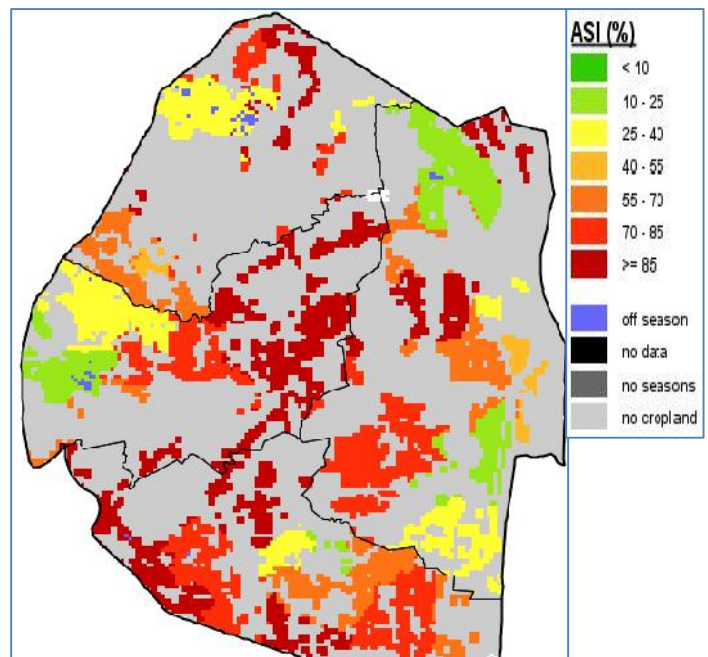 ASI (%)
< 10
10 - 25
25 - 40
40 - 55
55 - 70
70 - 85
>= 85
off season
no data
no seasons
no cropland